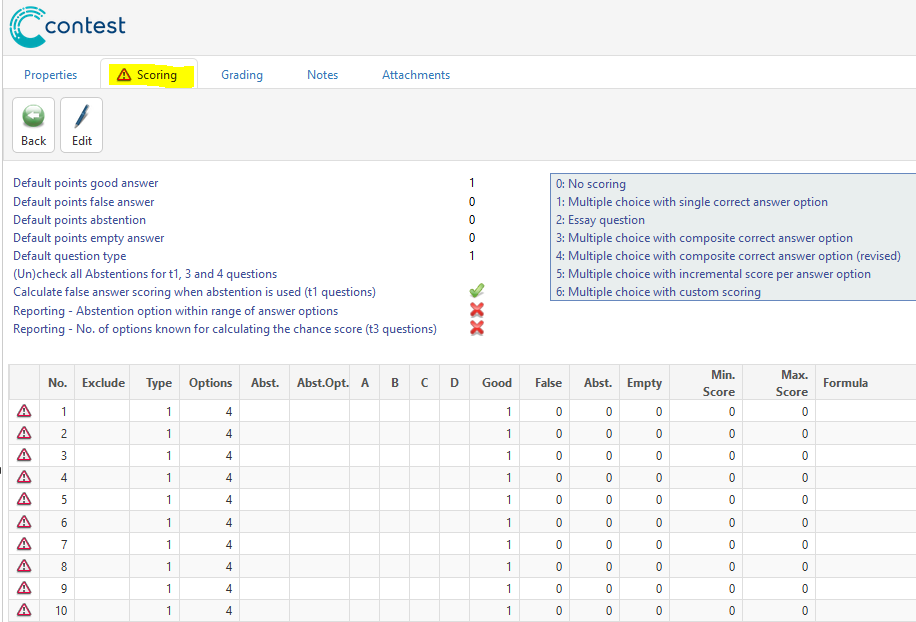 contest
Properties Scoring Grading Notes Attachments
Back Edit
Default points good answer 1
Default points false answer 0
Default points abstention 0
Default points empty answer 0
Default question type 1
(Un)check all Abstentions for t1, 3 and 4 questions
Calculate false answer scoring when abstention is used (t1 questions)
Reporting - Abstention option within range of answer options
Reporting - No. of options known for calculating the chance score (t3 questions)
0: No scoring
1: Multiple choice with single correct answer option
2: Essay question
3: Multiple choice with composite correct answer option
4: Multiple choice with composite correct answer option (revised)
5: Multiple choice with incremental score per answer option
6: Multiple choice with custom scoring
No. Exclude Type Options Abst. Abst.Opt. A B C D Good False Abst. Empty Min. Score Max. Score Formula
1 1 4 1 0 0 0 0 0
2 1 4 1 0 0 0 0 0
3 1 4 1 0 0 0 0 0
4 1 4 1 0 0 0 0 0
5 1 4 1 0 0 0 0 0
6 1 4 1 0 0 0 0 0
7 1 4 1 0 0 0 0 0
8 1 4 1 0 0 0 0 0
9 1 4 1 0 0 0 0 0
10 1 4 1 0 0 0 0 0